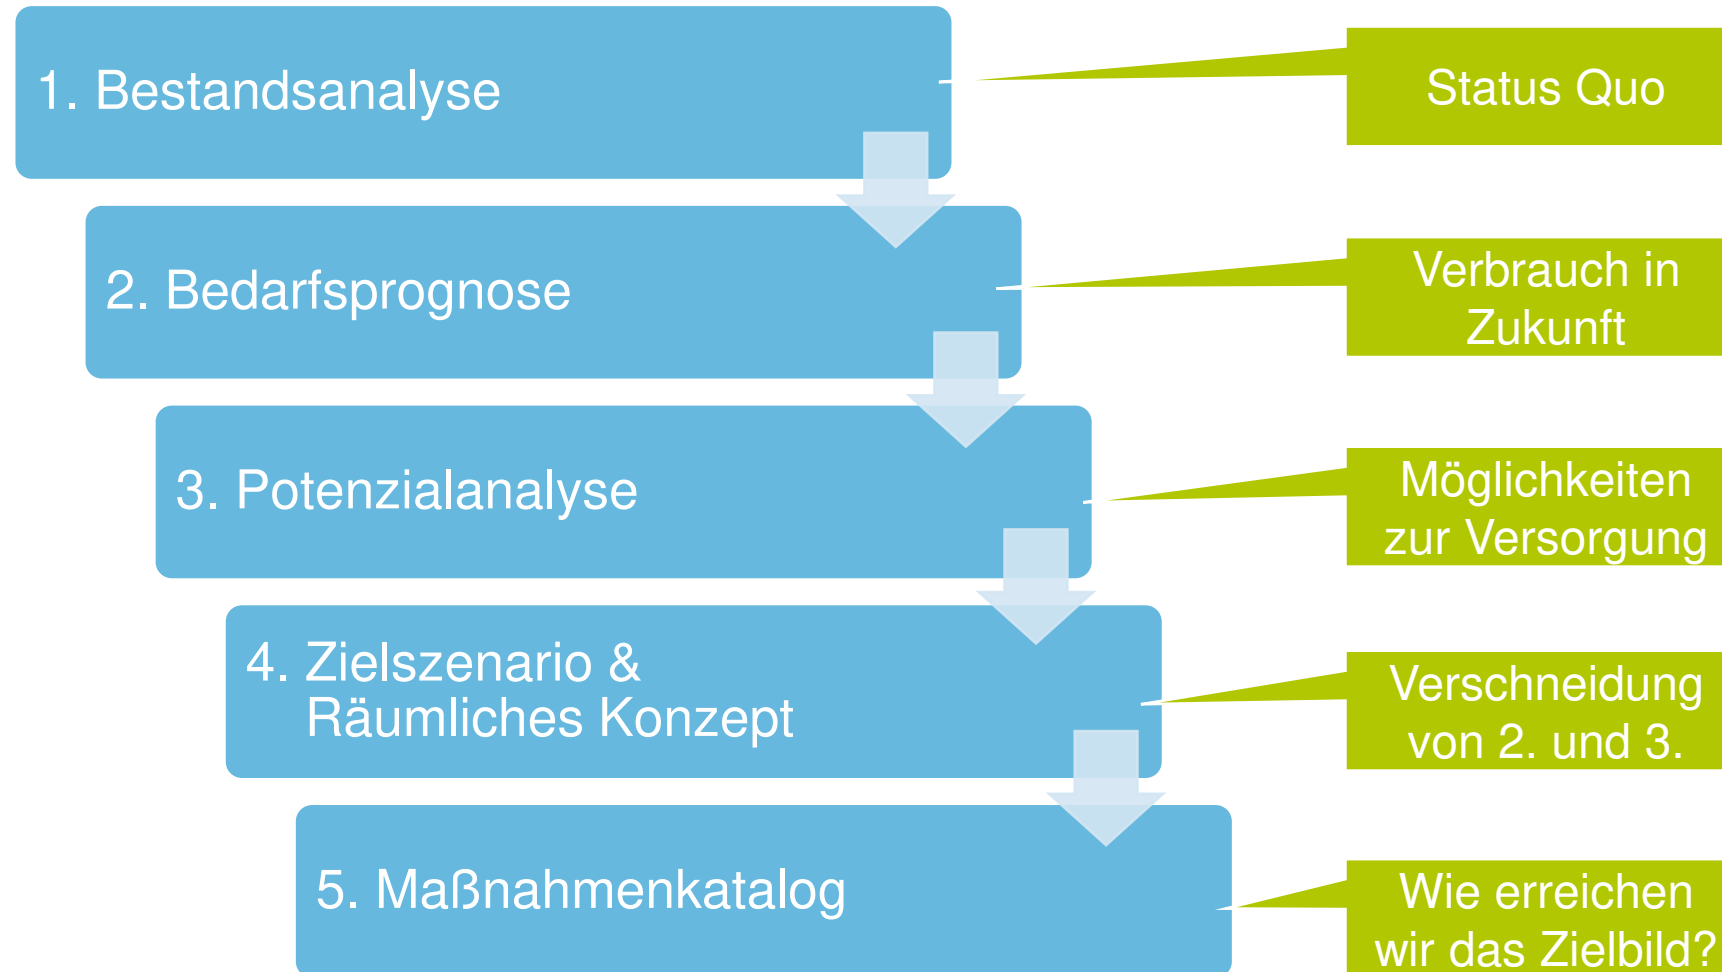 1. Bestandsanalyse
Status Quo
2. Bedarfsprognose
Verbrauch in
Zukunft
3. Potenzialanalyse
Möglichkeiten
zur Versorgung
4. Zielszenario &
Räumliches Konzept
Verschneidung
von 2. und 3.
5. Maßnahmenkatalog
Wie erreichen
wir das Zielbild?